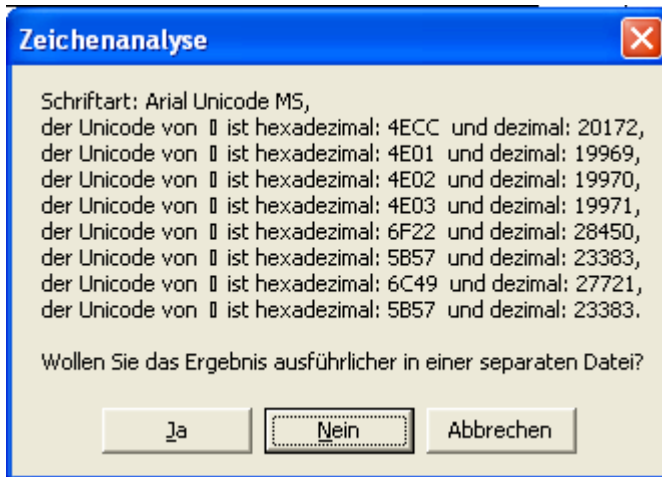 Zeichenanalyse
Schriftart: Arial Unicode MS,
der Unicode von ▯ ist hexadezimal: 4ECC und dezimal: 20172,
der Unicode von ▯ ist hexadezimal: 4E01 und dezimal: 19969,
der Unicode von ▯ ist hexadezimal: 4E02 und dezimal: 19970,
der Unicode von ▯ ist hexadezimal: 4E03 und dezimal: 19971,
der Unicode von ▯ ist hexadezimal: 6F22 und dezimal: 28450,
der Unicode von ▯ ist hexadezimal: 5B57 und dezimal: 23383,
der Unicode von ▯ ist hexadezimal: 6C49 und dezimal: 27721,
der Unicode von ▯ ist hexadezimal: 5B57 und dezimal: 23383.
Wollen Sie das Ergebnis ausführlicher in einer separaten Datei?
Ja Nein Abbrechen